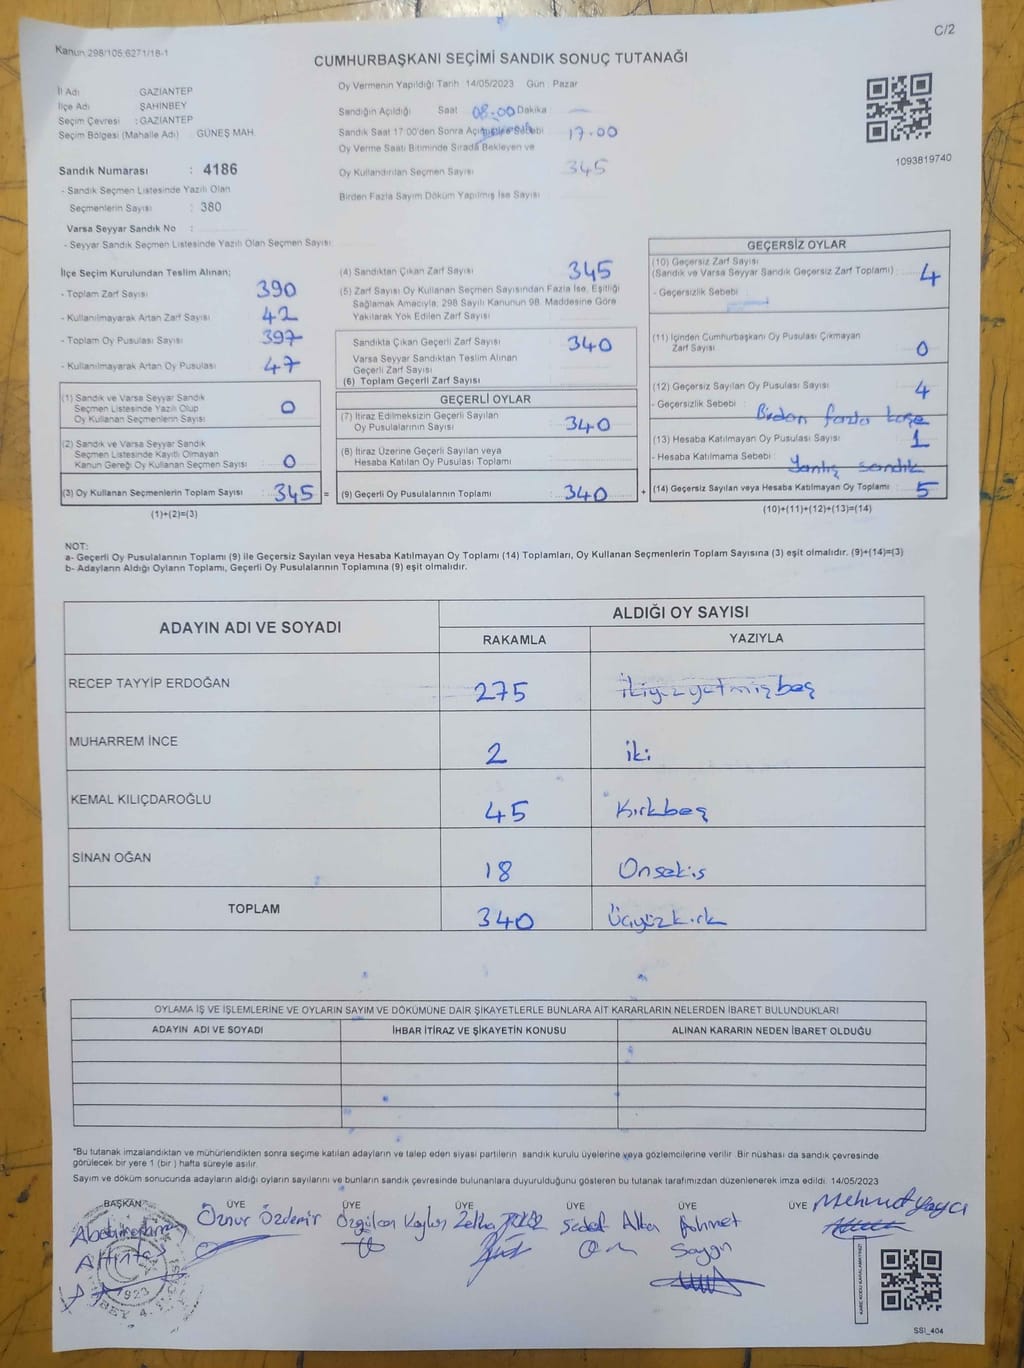 C/2
Kanun 298/105,6271/18-1
CUMHURBAŞKANI SEÇİMİ SANDIK SONUÇ TUTANAĞI
İl Adı GAZİANTEP
İlçe Adı ŞAHİNBEY
Seçim Çevresi : GAZİANTEP
Seçim Bölgesi (Mahalle Adı) GÜNEŞ MAH.
Oy Vermenin Yapıldığı Tarih 14/05/2023 Gün : Pazar
Sandığın Açıldığı Saat 08.00 Dakika
Sandık Saat 17:00'den Sonra 17.00
Oy Verme Saati Bitiminde Sırada Bekleyen ve
Oy Kullandırılan Seçmen Sayısı 345
Birden Fazla Sayım Döküm Yapılmış İse Sayısı
1093819740
Sandık Numarası : 4186
- Sandık Seçmen Listesinde Yazılı Olan
Seçmenlerin Sayısı : 380
Varsa Seyyar Sandık No :
- Seyyar Sandık Seçmen Listesinde Yazılı Olan Seçmen Sayısı
İlçe Seçim Kurulundan Teslim Alınan;
- Toplam Zarf Sayısı 390
- Kullanılmayarak Artan Zarf Sayısı 42
- Toplam Oy Pusulası Sayısı 397
- Kullanılmayarak Artan Oy Pusulası 47
(1) Sandık ve Varsa Seyyar Sandık
Seçmen Listesinde Yazılı Olup
Oy Kullanan Seçmenlerin Sayısı 0
(2) Sandık ve Varsa Seyyar Sandık
Seçmen Listesinde Kayıtlı Olmayan
Kanun Gereği Oy Kullanan Seçmen Sayısı 0
(3) Oy Kullanan Seçmenlerin Toplam Sayısı : 345 =
(1)+(2)=(3)
(4) Sandıktan Çıkan Zarf Sayısı 345
(5) Zarf Sayısı Oy Kullanan Seçmen Sayısından Fazla İse, Eşitliği
Sağlamak Amacıyla, 298 Sayılı Kanunun 98. Maddesine Göre
Yakılarak Yok Edilen Zarf Sayısı
Sandıkta Çıkan Geçerli Zarf Sayısı 340
Varsa Seyyar Sandıktan Teslim Alınan
Geçerli Zarf Sayısı
(6) Toplam Geçerli Zarf Sayısı
GEÇERLİ OYLAR
(7) İtiraz Edilmeksizin Geçerli Sayılan
Oy Pusulalarının Sayısı 340
(8) İtiraz Üzerine Geçerli Sayılan veya
Hesaba Katılan Oy Pusulası Toplamı
(9) Geçerli Oy Pusulalarının Toplamı 340 +
GEÇERSİZ OYLAR
(10) Geçersiz Zarf Sayısı
(Sandık ve Varsa Seyyar Sandık Geçersiz Zarf Toplamı) 4
- Geçersizlik Sebebi :
(11) İçinden Cumhurbaşkanı Oy Pusulası Çıkmayan
Zarf Sayısı 0
(12) Geçersiz Sayılan Oy Pusulası Sayısı 4
- Geçersizlik Sebebi : Birden fazla kaşe
(13) Hesaba Katılmayan Oy Pusulası Sayısı 1
- Hesaba Katılmama Sebebi Yanlış sandık
(14) Geçersiz Sayılan veya Hesaba Katılmayan Oy Toplamı 5
(10)+(11)+(12)+(13)=(14)
NOT:
a- Geçerli Oy Pusulalarının Toplamı (9) ile Geçersiz Sayılan veya Hesaba Katılmayan Oy Toplamı (14) Toplamları, Oy Kullanan Seçmenlerin Toplam Sayısına (3) eşit olmalıdır. (9)+(14)=(3)
b- Adayların Aldığı Oyların Toplamı, Geçerli Oy Pusulalarının Toplamına (9) eşit olmalıdır.
ADAYIN ADI VE SOYADI ALDIĞI OY SAYISI
RAKAMLA YAZIYLA
RECEP TAYYİP ERDOĞAN 275 ikiyüzyetmişbeş
MUHARREM İNCE 2 iki
KEMAL KILIÇDAROĞLU 45 Kırkbeş
SİNAN OĞAN 18 Onsekis
TOPLAM 340 Üçyüzkırk
OYLAMA İŞ VE İŞLEMLERİNE VE OYLARIN SAYIM VE DÖKÜMÜNE DAİR ŞİKAYETLERLE BUNLARA AİT KARARLARIN NELERDEN İBARET BULUNDUKLARI
ADAYIN ADI VE SOYADI İHBAR İTİRAZ VE ŞİKAYETİN KONUSU ALINAN KARARIN NEDEN İBARET OLDUĞU
*Bu tutanak imzalandıktan ve mühürlendikten sonra seçime katılan adayların ve talep eden siyasi partilerin sandık kurulu üyelerine veya gözlemcilerine verilir. Bir nüshası da sandık çevresinde
görülecek bir yere 1 (bir ) hafta süreyle asılır.
Sayım ve döküm sonucunda adayların aldığı oyların sayılarını ve bunların sandık çevresinde bulunanlara duyurulduğunu gösteren bu tutanak tarafımızdan düzenlenerek imza edildi. 14/05/2023
BAŞKAN ÜYE ÜYE ÜYE ÜYE ÜYE ÜYE Mehmet Yaycı
Öznur Özdemir Zeliha Sedef Ahmet
Saygın
1923
KARE KODU KARALAMAYINIZ!
SSI_404